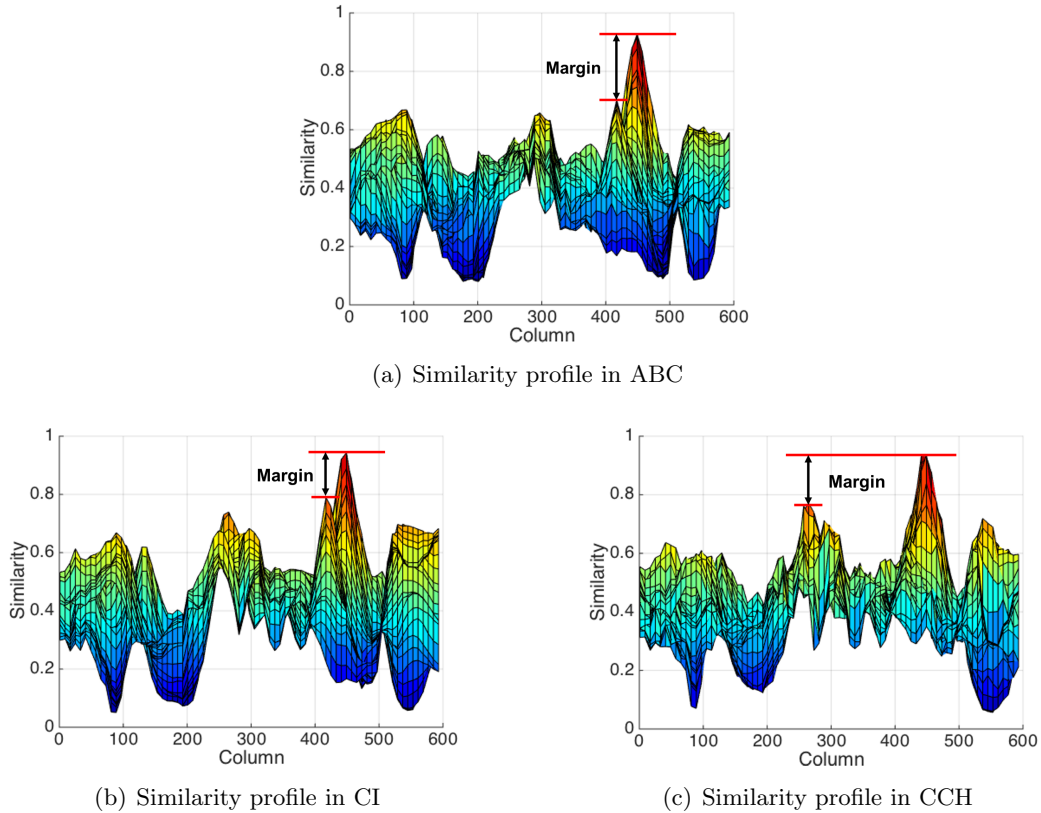 1
0.8
0.6
0.4
0.2
0
Similarity
Margin
0 100 200 300 400 500 600
Column
(a) Similarity profile in ABC
1
0.8
0.6
0.4
0.2
0
Similarity
Margin
0 100 200 300 400 500 600
Column
(b) Similarity profile in CI
1
0.8
0.6
0.4
0.2
0
Similarity
Margin
0 100 200 300 400 500 600
Column
(c) Similarity profile in CCH